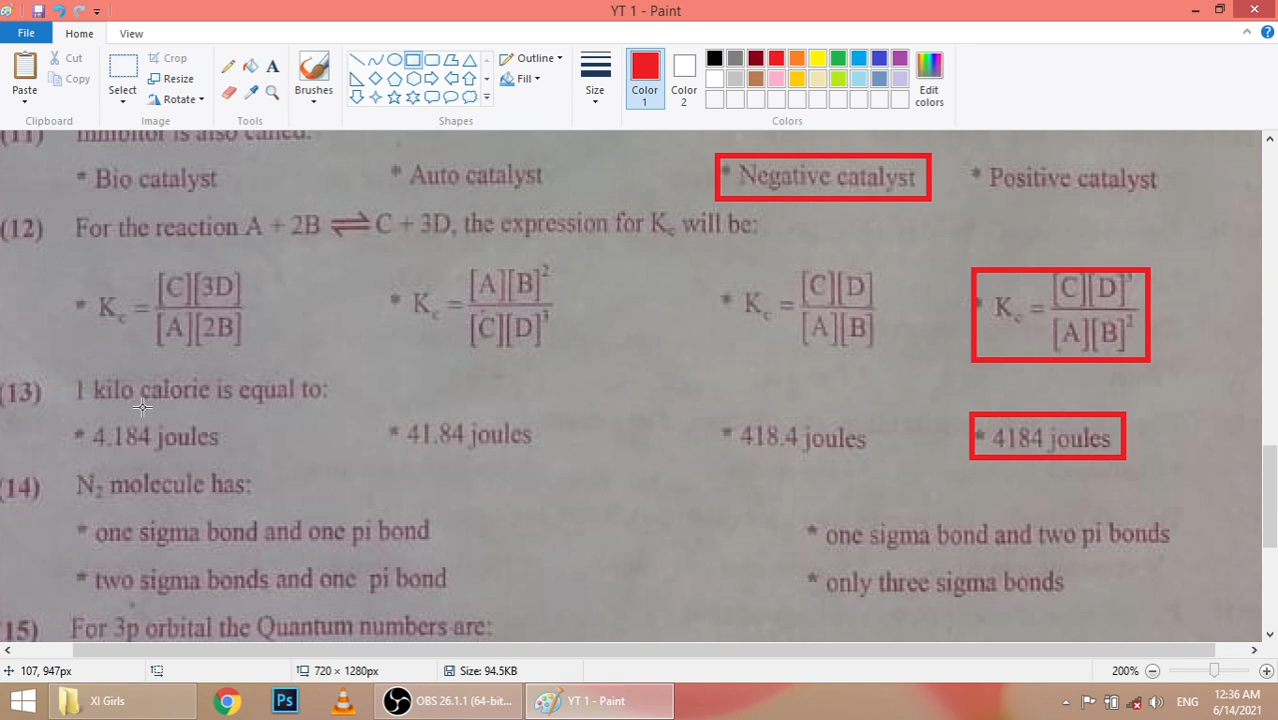 YT 1 - Paint
File Home View
Paste Cut Copy Clipboard
Select Crop Resize Rotate Image
Tools
Brushes
Outline Fill Shapes
Size
Color 1 Color 2 Edit colors Colors
(11) Inhibitor is also called:
* Bio catalyst * Auto catalyst * Negative catalyst * Positive catalyst
(12) For the reaction A + 2B ⇌ C + 3D, the expression for Kc will be:
* Kc = [C][3D] / [A][2B] * Kc = [A][B]² / [C][D]³ * Kc = [C][D] / [A][B] * Kc = [C][D]³ / [A][B]²
(13) 1 kilo calorie is equal to:
* 4.184 joules * 41.84 joules * 418.4 joules * 4184 joules
(14) N₂ molecule has:
* one sigma bond and one pi bond * one sigma bond and two pi bonds
* two sigma bonds and one pi bond * only three sigma bonds
15) For 3p orbital the Quantum numbers are:
107, 947px 720 × 1280px Size: 94.5KB 200%
XI Girls Ps OBS 26.1.1 (64-bit... YT 1 - Paint ENG 12:36 AM
6/14/2021